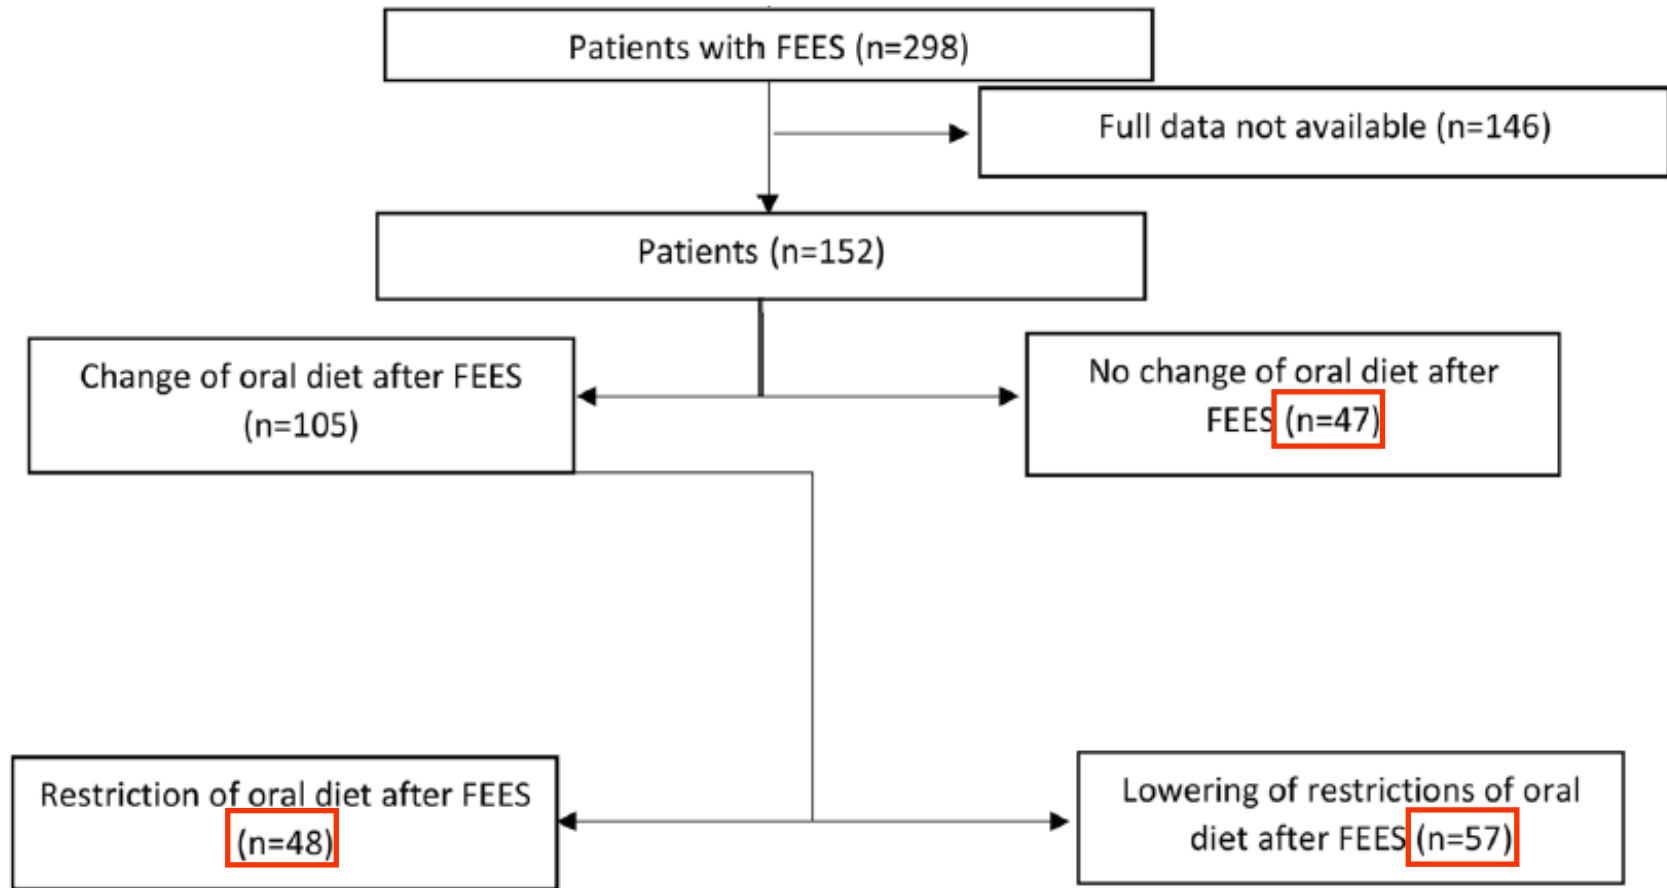 Patients with FEES (n=298)
Full data not available (n=146)
Patients (n=152)
Change of oral diet after FEES
(n=105)
No change of oral diet after
FEES (n=47)
Restriction of oral diet after FEES
(n=48)
Lowering of restrictions of oral
diet after FEES (n=57)